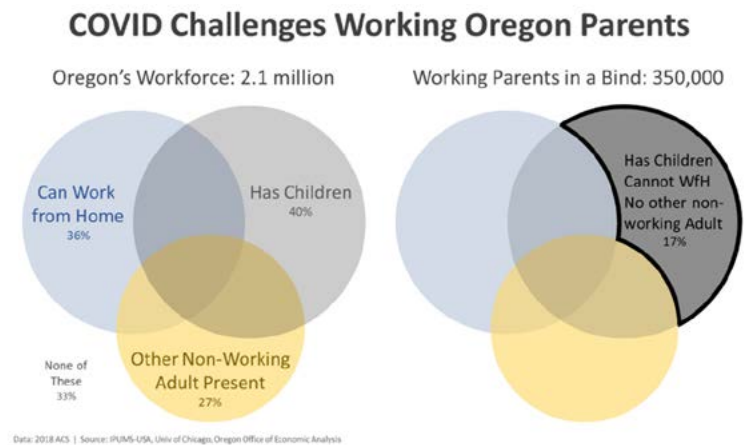 COVID Challenges Working Oregon Parents
Oregon's Workforce: 2.1 million
Can Work
from Home
36%
Has Children
40%
Other Non-Working
Adult Present
27%
None of
These
33%
Working Parents in a Bind: 350,000
Has Children
Cannot WfH
No other non-
working Adult
17%
Data: 2018 ACS | Source: IPUMS-USA, Univ of Chicago, Oregon Office of Economic Analysis